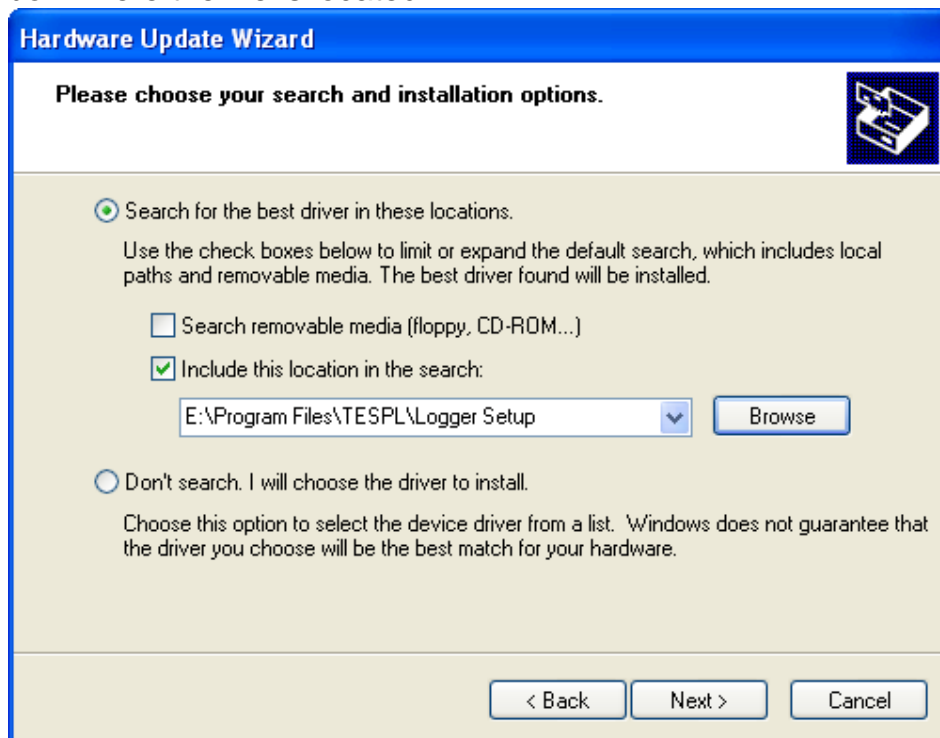 Hardware Update Wizard
Please choose your search and installation options.
Search for the best driver in these locations.
Use the check boxes below to limit or expand the default search, which includes local
paths and removable media. The best driver found will be installed.
Search removable media (floppy, CD-ROM...)
Include this location in the search:
E:\Program Files\TESPL\Logger Setup
Browse
Don't search. I will choose the driver to install.
Choose this option to select the device driver from a list.  Windows does not guarantee that
the driver you choose will be the best match for your hardware.
< Back
Next >
Cancel